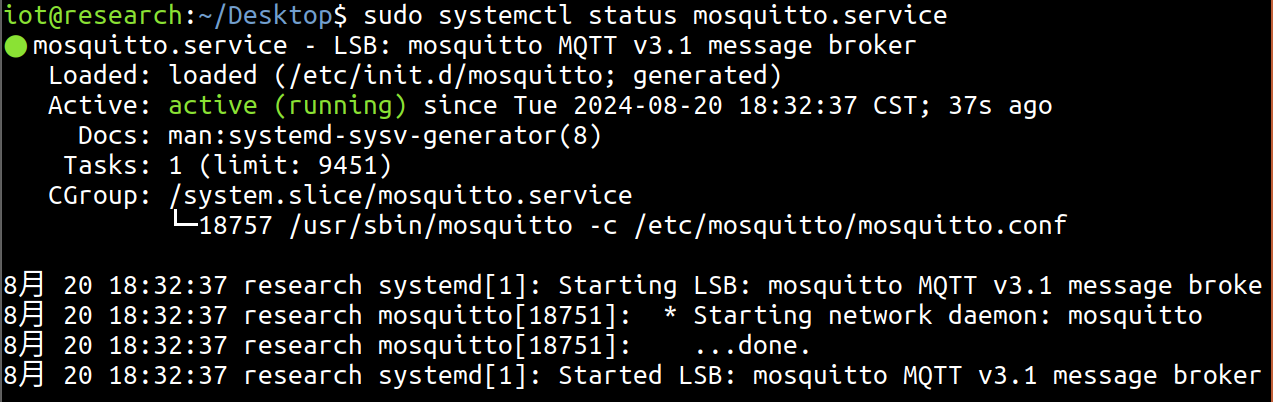 iot@research:~/Desktop$ sudo systemctl status mosquitto.service
● mosquitto.service - LSB: mosquitto MQTT v3.1 message broker
   Loaded: loaded (/etc/init.d/mosquitto; generated)
   Active: active (running) since Tue 2024-08-20 18:32:37 CST; 37s ago
     Docs: man:systemd-sysv-generator(8)
    Tasks: 1 (limit: 9451)
   CGroup: /system.slice/mosquitto.service
           └─18757 /usr/sbin/mosquitto -c /etc/mosquitto/mosquitto.conf

8月 20 18:32:37 research systemd[1]: Starting LSB: mosquitto MQTT v3.1 message broke
8月 20 18:32:37 research mosquitto[18751]:  * Starting network daemon: mosquitto
8月 20 18:32:37 research mosquitto[18751]:    ...done.
8月 20 18:32:37 research systemd[1]: Started LSB: mosquitto MQTT v3.1 message broker